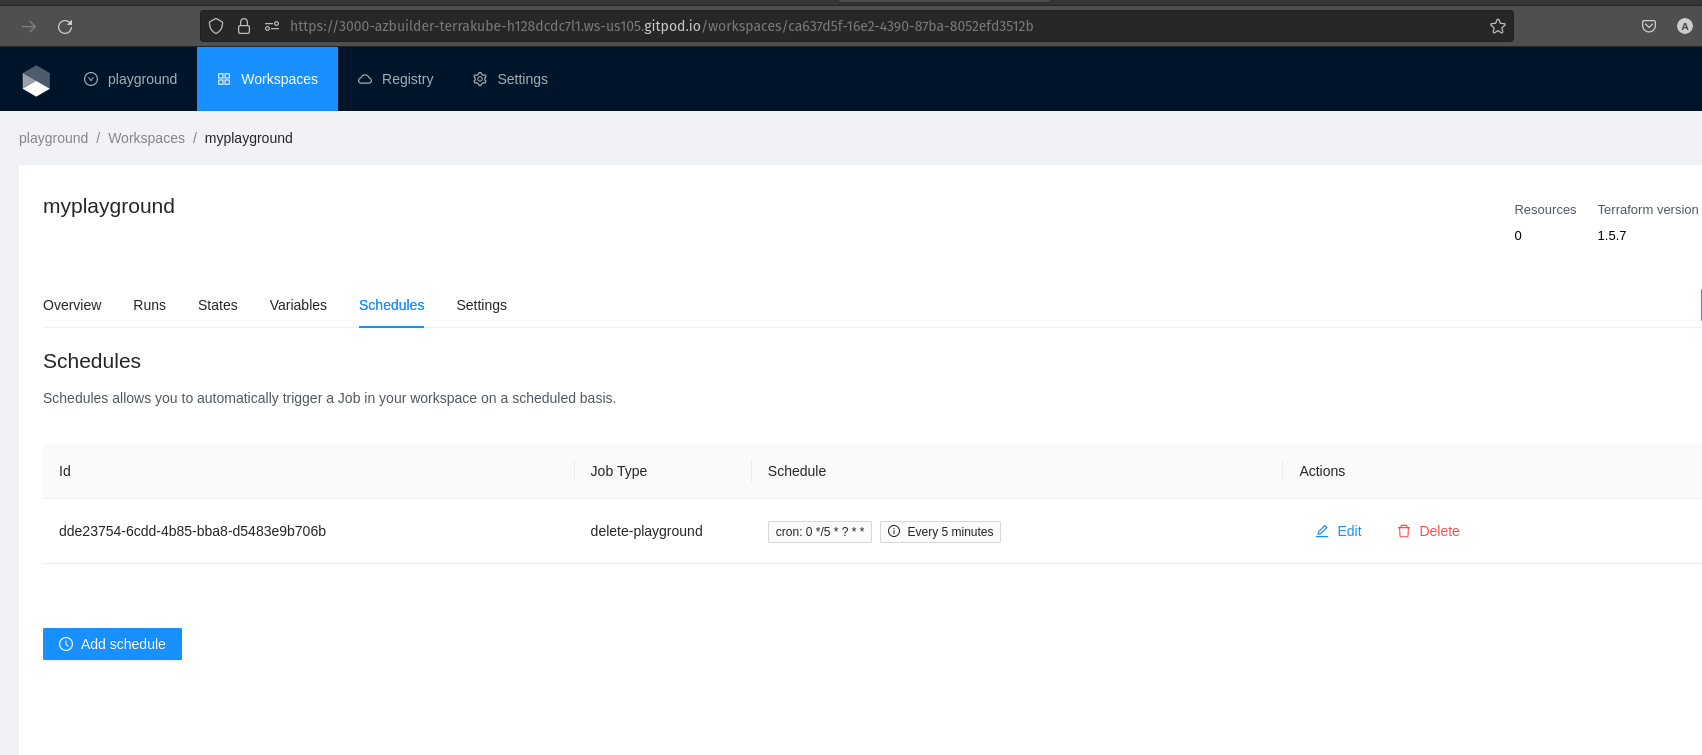 https://3000-azbuilder-terrakube-h128dcdc7l1.ws-us105.gitpod.io/workspaces/ca637d5f-16e2-4390-87ba-8052efd3512b
A
playground Workspaces Registry Settings
playground / Workspaces / myplayground
myplayground
Resources Terraform version
0 1.5.7
Overview Runs States Variables Schedules Settings
Schedules
Schedules allows you to automatically trigger a Job in your workspace on a scheduled basis.
Id Job Type Schedule Actions
dde23754-6cdd-4b85-bba8-d5483e9b706b delete-playground cron: 0 */5 * ? * * Every 5 minutes Edit Delete
Add schedule